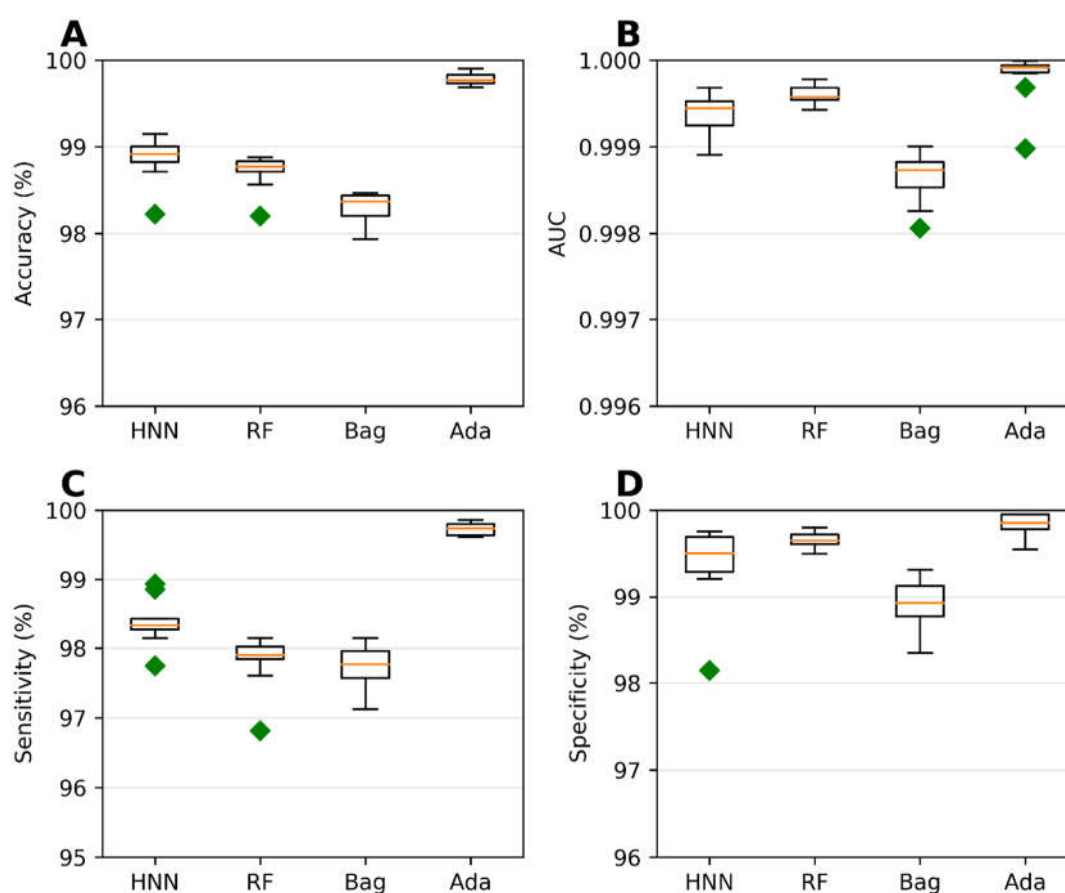 A
Accuracy (%)
100
99
98
97
96
HNN RF Bag Ada
B
AUC
1.000
0.999
0.998
0.997
0.996
HNN RF Bag Ada
C
Sensitivity (%)
100
99
98
97
96
95
HNN RF Bag Ada
D
Specificity (%)
100
99
98
97
96
HNN RF Bag Ada